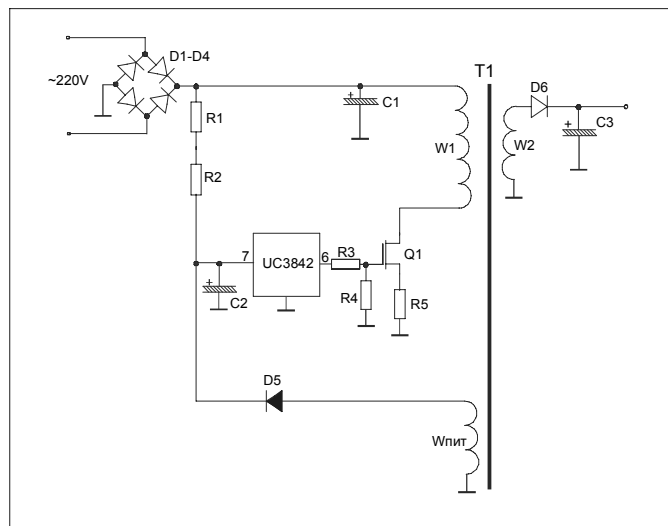 D1-D4
~220V
T1
D6
R1
C1
C3
+
+
W1
W2
R2
7
UC3842
6
R3
Q1
+
C2
R4
R5
D5
Wпит